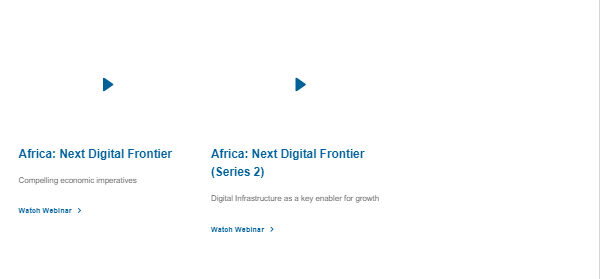 Africa: Next Digital Frontier
Compelling economic imperatives
Watch Webinar
Africa: Next Digital Frontier
(Series 2)
Digital Infrastructure as a key enabler for growth
Watch Webinar